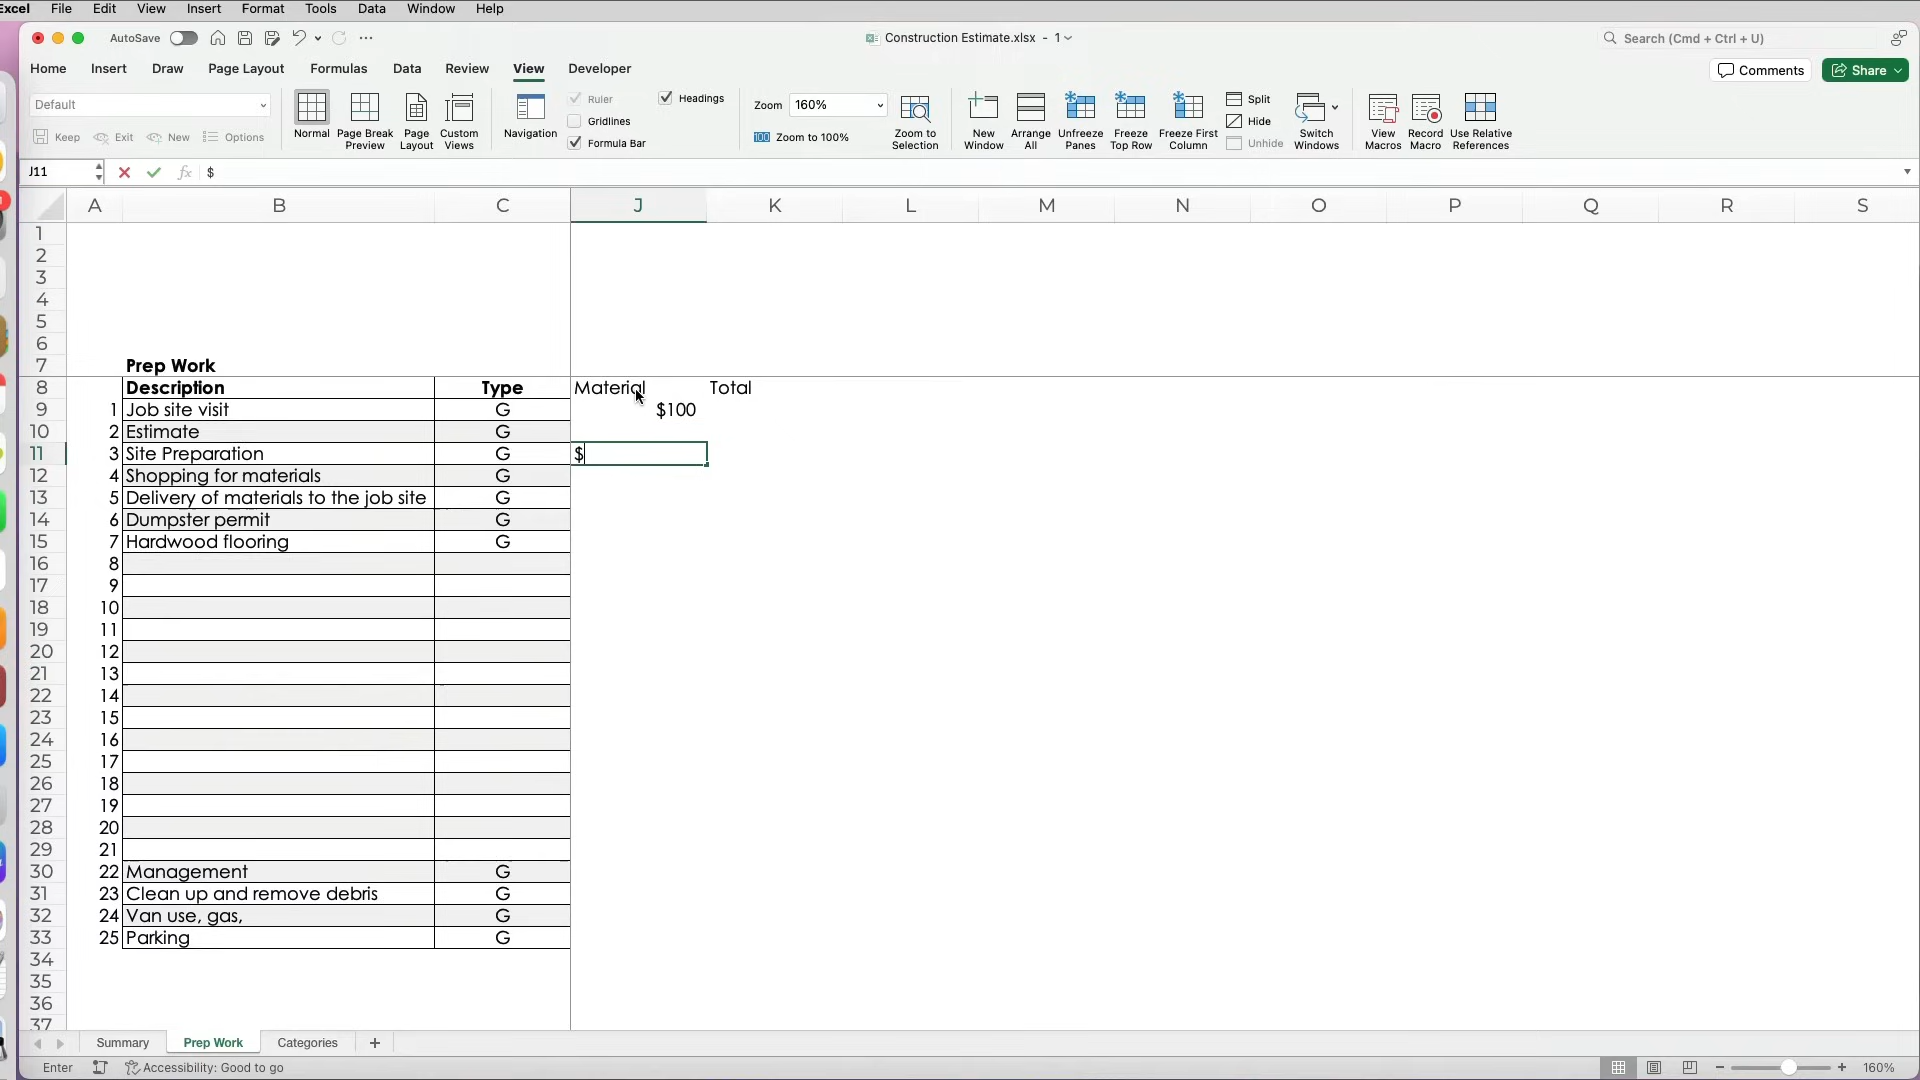 Excel File Edit View Insert Format Tools Data Window Help
AutoSave Construction Estimate.xlsx - 1 Search (Cmd + Ctrl + U)
Home Insert Draw Page Layout Formulas Data Review View Developer Comments Share
Default Keep Exit New Options
Normal Page Break Preview Page Layout Custom Views
Navigation Ruler Gridlines Formula Bar Headings
Zoom 160% 100 Zoom to 100% Zoom to Selection
New Window Arrange All Unfreeze Panes Freeze Top Row Freeze First Column
Split Hide Unhide Switch Windows
View Macros Record Macro Use Relative References
J11 fx $
A B C J K L M N O P Q R S
1
2
3
4
5
6
7 Prep Work
8 Description Type Material Total
9 1 Job site visit G $100
10 2 Estimate G
11 3 Site Preparation G $
12 4 Shopping for materials G
13 5 Delivery of materials to the job site G
14 6 Dumpster permit G
15 7 Hardwood flooring G
16 8
17 9
18 10
19 11
20 12
21 13
22 14
23 15
24 16
25 17
26 18
27 19
28 20
29 21
30 22 Management G
31 23 Clean up and remove debris G
32 24 Van use, gas, G
33 25 Parking G
34
35
36
37
Summary Prep Work Categories +
Enter Accessibility: Good to go 160%